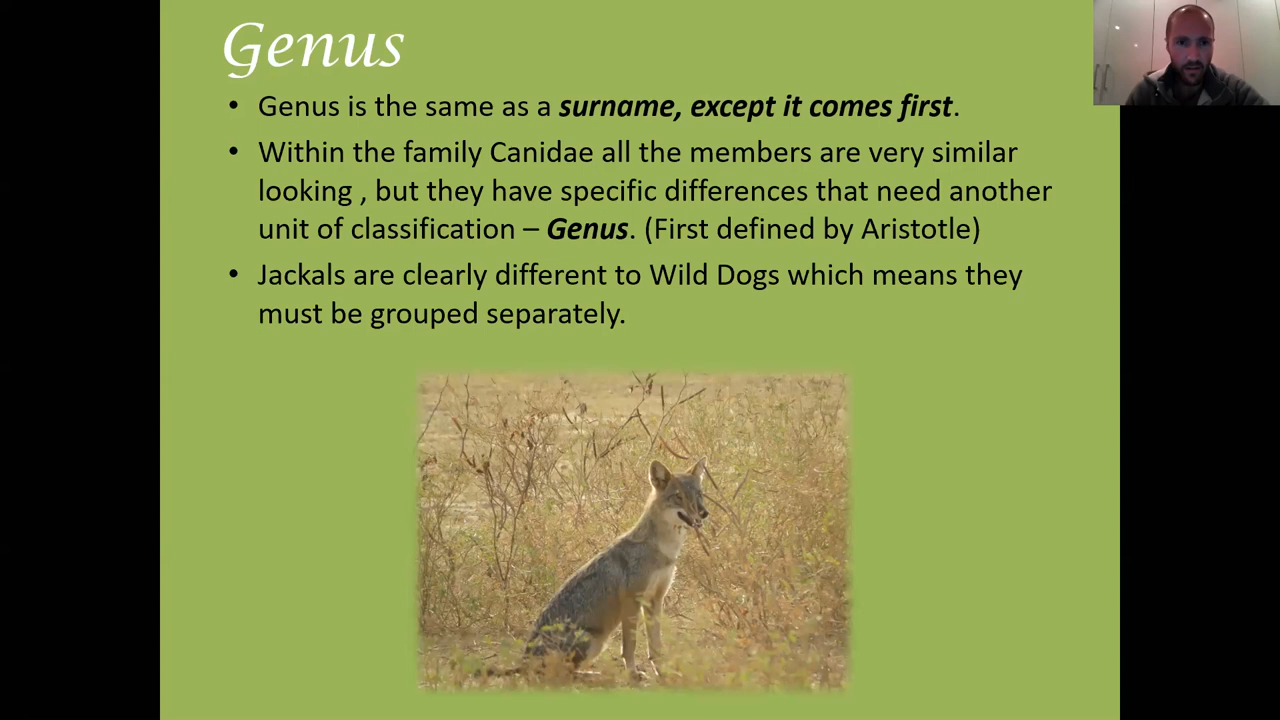 Genus
• Genus is the same as a surname, except it comes first.
• Within the family Canidae all the members are very similar
looking , but they have specific differences that need another
unit of classification – Genus. (First defined by Aristotle)
• Jackals are clearly different to Wild Dogs which means they
must be grouped separately.